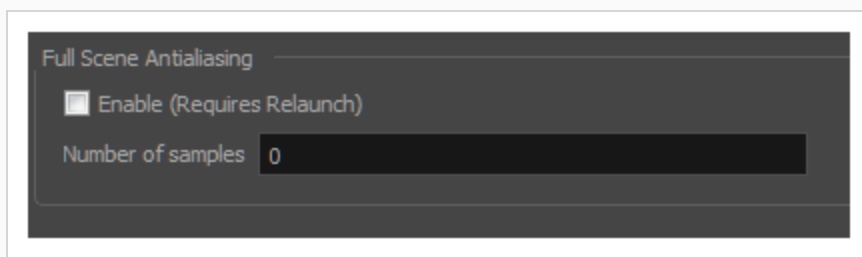 Full Scene Antialiasing
Enable (Requires Relaunch)
Number of samples 0